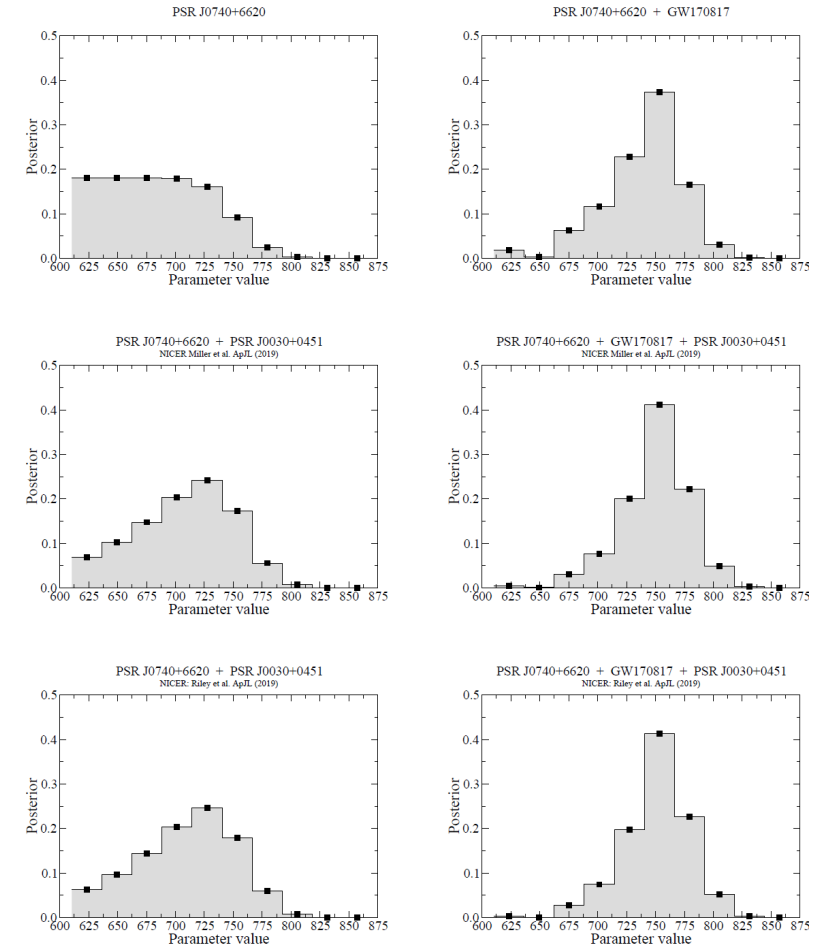 PSR J0740+6620
0.5
0.4
0.3
0.2
0.1
0.0
Posterior
600 625 650 675 700 725 750 775 800 825 850 875
Parameter value
PSR J0740+6620 + GW170817
0.5
0.4
0.3
0.2
0.1
0.0
Posterior
600 625 650 675 700 725 750 775 800 825 850 875
Parameter value
PSR J0740+6620 + PSR J0030+0451
NICER Miller et al. ApJL (2019)
0.5
0.4
0.3
0.2
0.1
0.0
Posterior
600 625 650 675 700 725 750 775 800 825 850 875
Parameter value
PSR J0740+6620 + GW170817 + PSR J0030+0451
NICER Miller et al. ApJL (2019)
0.5
0.4
0.3
0.2
0.1
0.0
Posterior
600 625 650 675 700 725 750 775 800 825 850 875
Parameter value
PSR J0740+6620 + PSR J0030+0451
NICER: Riley et al. ApJL (2019)
0.5
0.4
0.3
0.2
0.1
0.0
Posterior
600 625 650 675 700 725 750 775 800 825 850 875
Parameter value
PSR J0740+6620 + GW170817 + PSR J0030+0451
NICER: Riley et al. ApJL (2019)
0.5
0.4
0.3
0.2
0.1
0.0
Posterior
600 625 650 675 700 725 750 775 800 825 850 875
Parameter value